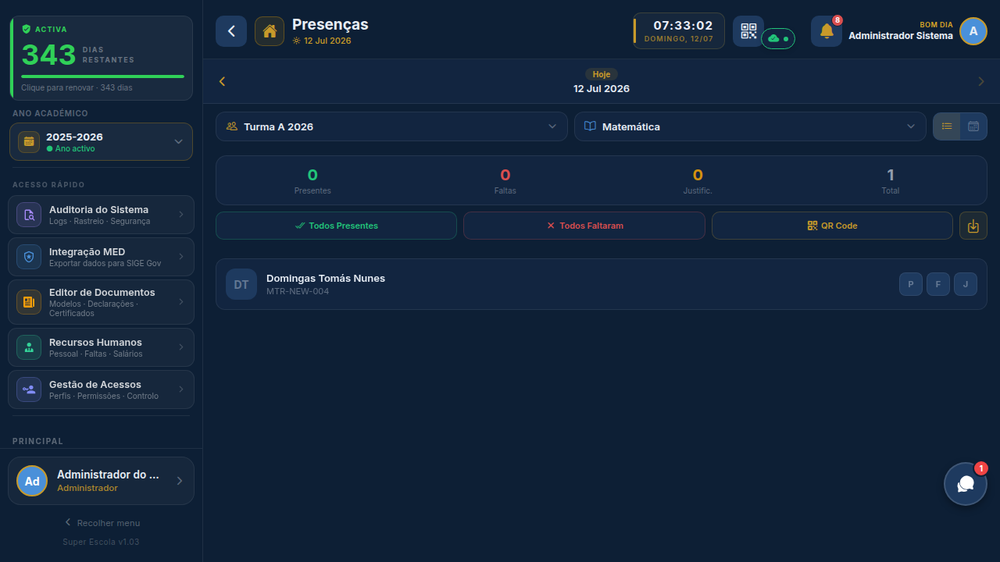 ACTIVA
343
DIAS
RESTANTES
Clique para renovar · 343 dias
ANO ACADÉMICO
2025-2026
Ano activo
ACESSO RÁPIDO
Auditoria do Sistema
Logs · Rastreio · Segurança
Integração MED
Exportar dados para SIGE Gov
Editor de Documentos
Modelos · Declarações ·
Certificados
Recursos Humanos
Pessoal · Faltas · Salários
Gestão de Acessos
Perfis · Permissões · Controlo
PRINCIPAL
Ad
Administrador do ...
Administrador
Recolher menu
Super Escola v1.03
Presenças
12 Jul 2026
07:33:02
DOMINGO, 12/07
8
BOM DIA
Administrador Sistema
A
Hoje
12 Jul 2026
Turma A 2026
Matemática
0
Presentes
0
Faltas
0
Justific.
1
Total
Todos Presentes
Todos Faltaram
QR Code
DT
Domingas Tomás Nunes
MTR-NEW-004
P
F
J
1